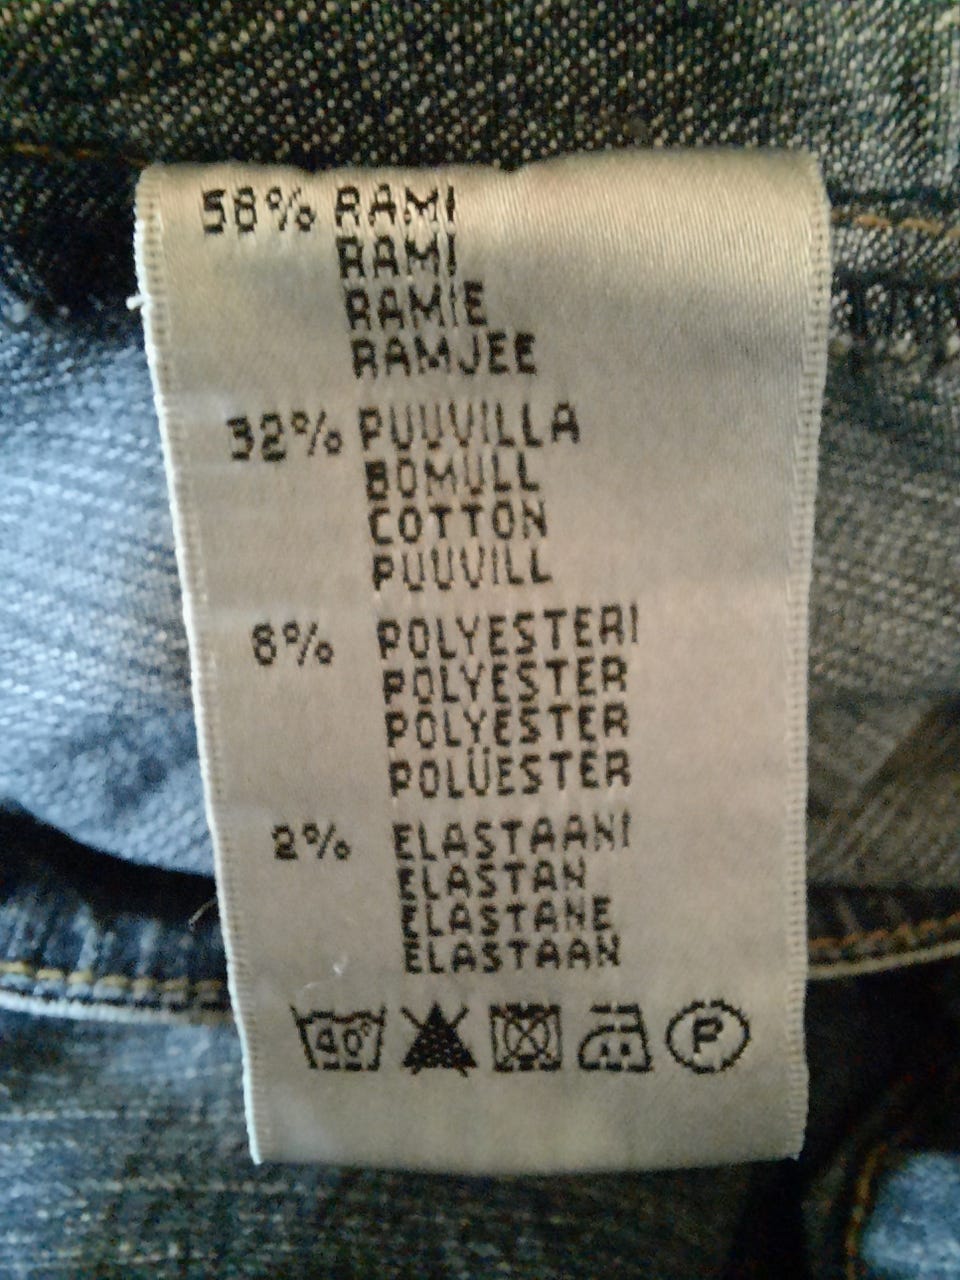 58% RAMI
RAMI
RAMIE
RAMJEE
32% PUUVILLA
BOMULL
COTTON
PUUVILL
8% POLYESTERI
POLYESTER
POLYESTER
POLÜESTER
2% ELASTAANI
ELASTAN
ELASTANE
ELASTAAN
40° P